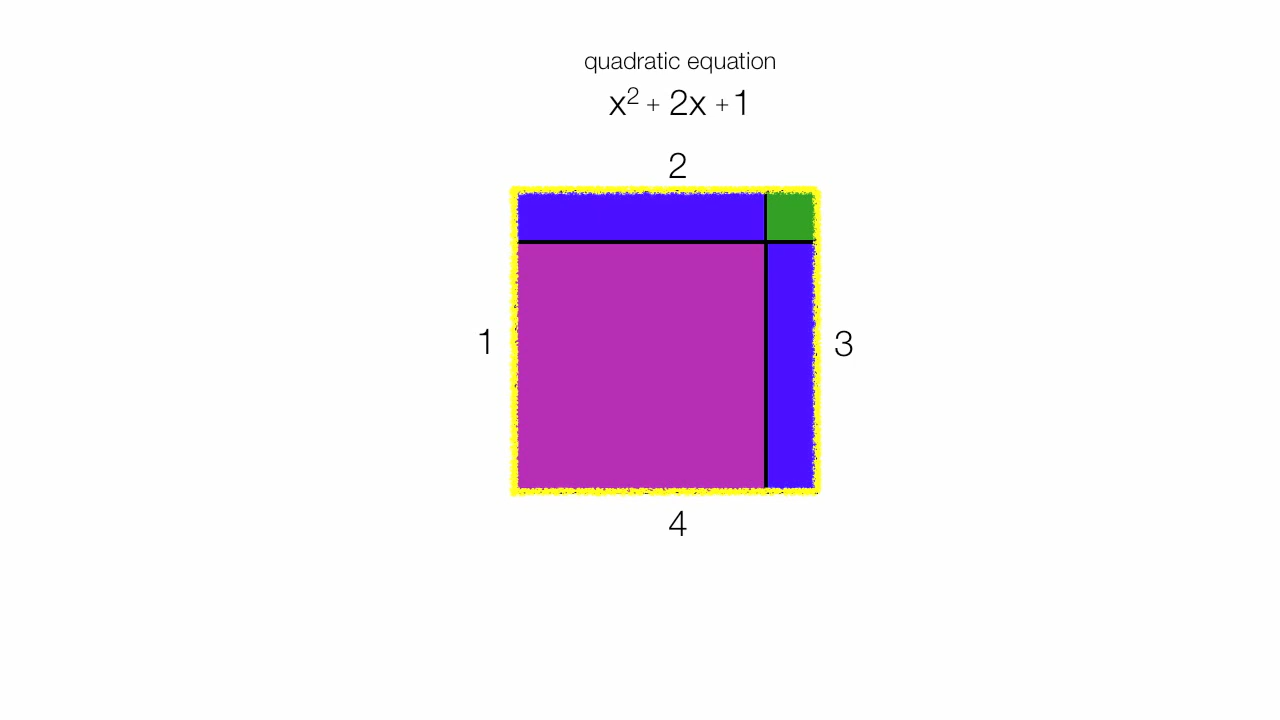 quadratic equation
x² + 2x +1
2
1
3
4